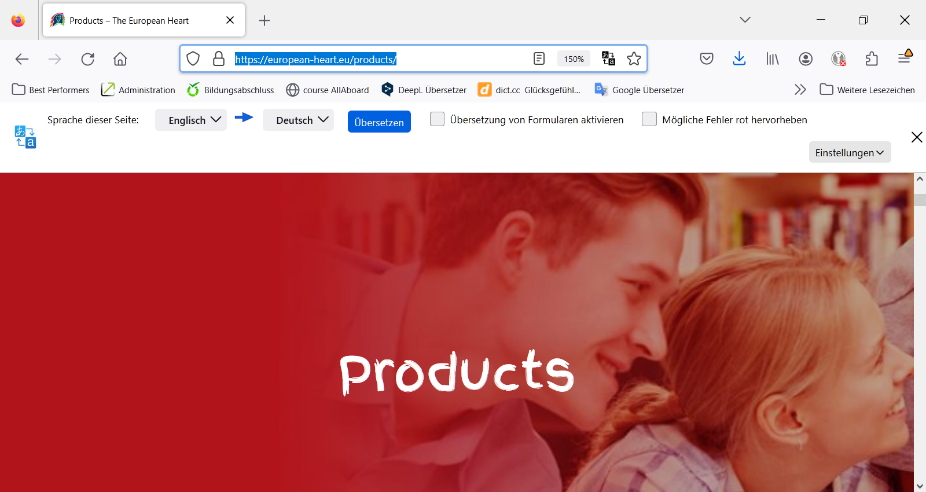 Products – The European Heart
https://european-heart.eu/products/
150%
Best Performers
Administration
Bildungsabschluss
course AllAboard
DeepL Übersetzer
dict.cc Glücksgefühl...
Google Übersetzer
Weitere Lesezeichen
Sprache dieser Seite:
Englisch
Deutsch
Übersetzen
Übersetzung von Formularen aktivieren
Mögliche Fehler rot hervorheben
Einstellungen
Products